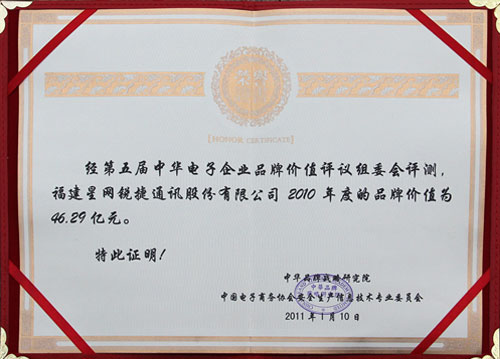 [HONOR CERTIFICATE]
经第五届中华电子企业品牌价值评议组委会评测，
福建星网锐捷通讯股份有限公司 2010 年度的品牌价值为
46.29 亿元。
特此证明！
中华品牌战略研究院
中国电子商务协会安全生产信息技术专业委员会
2011 年 1 月 10 日